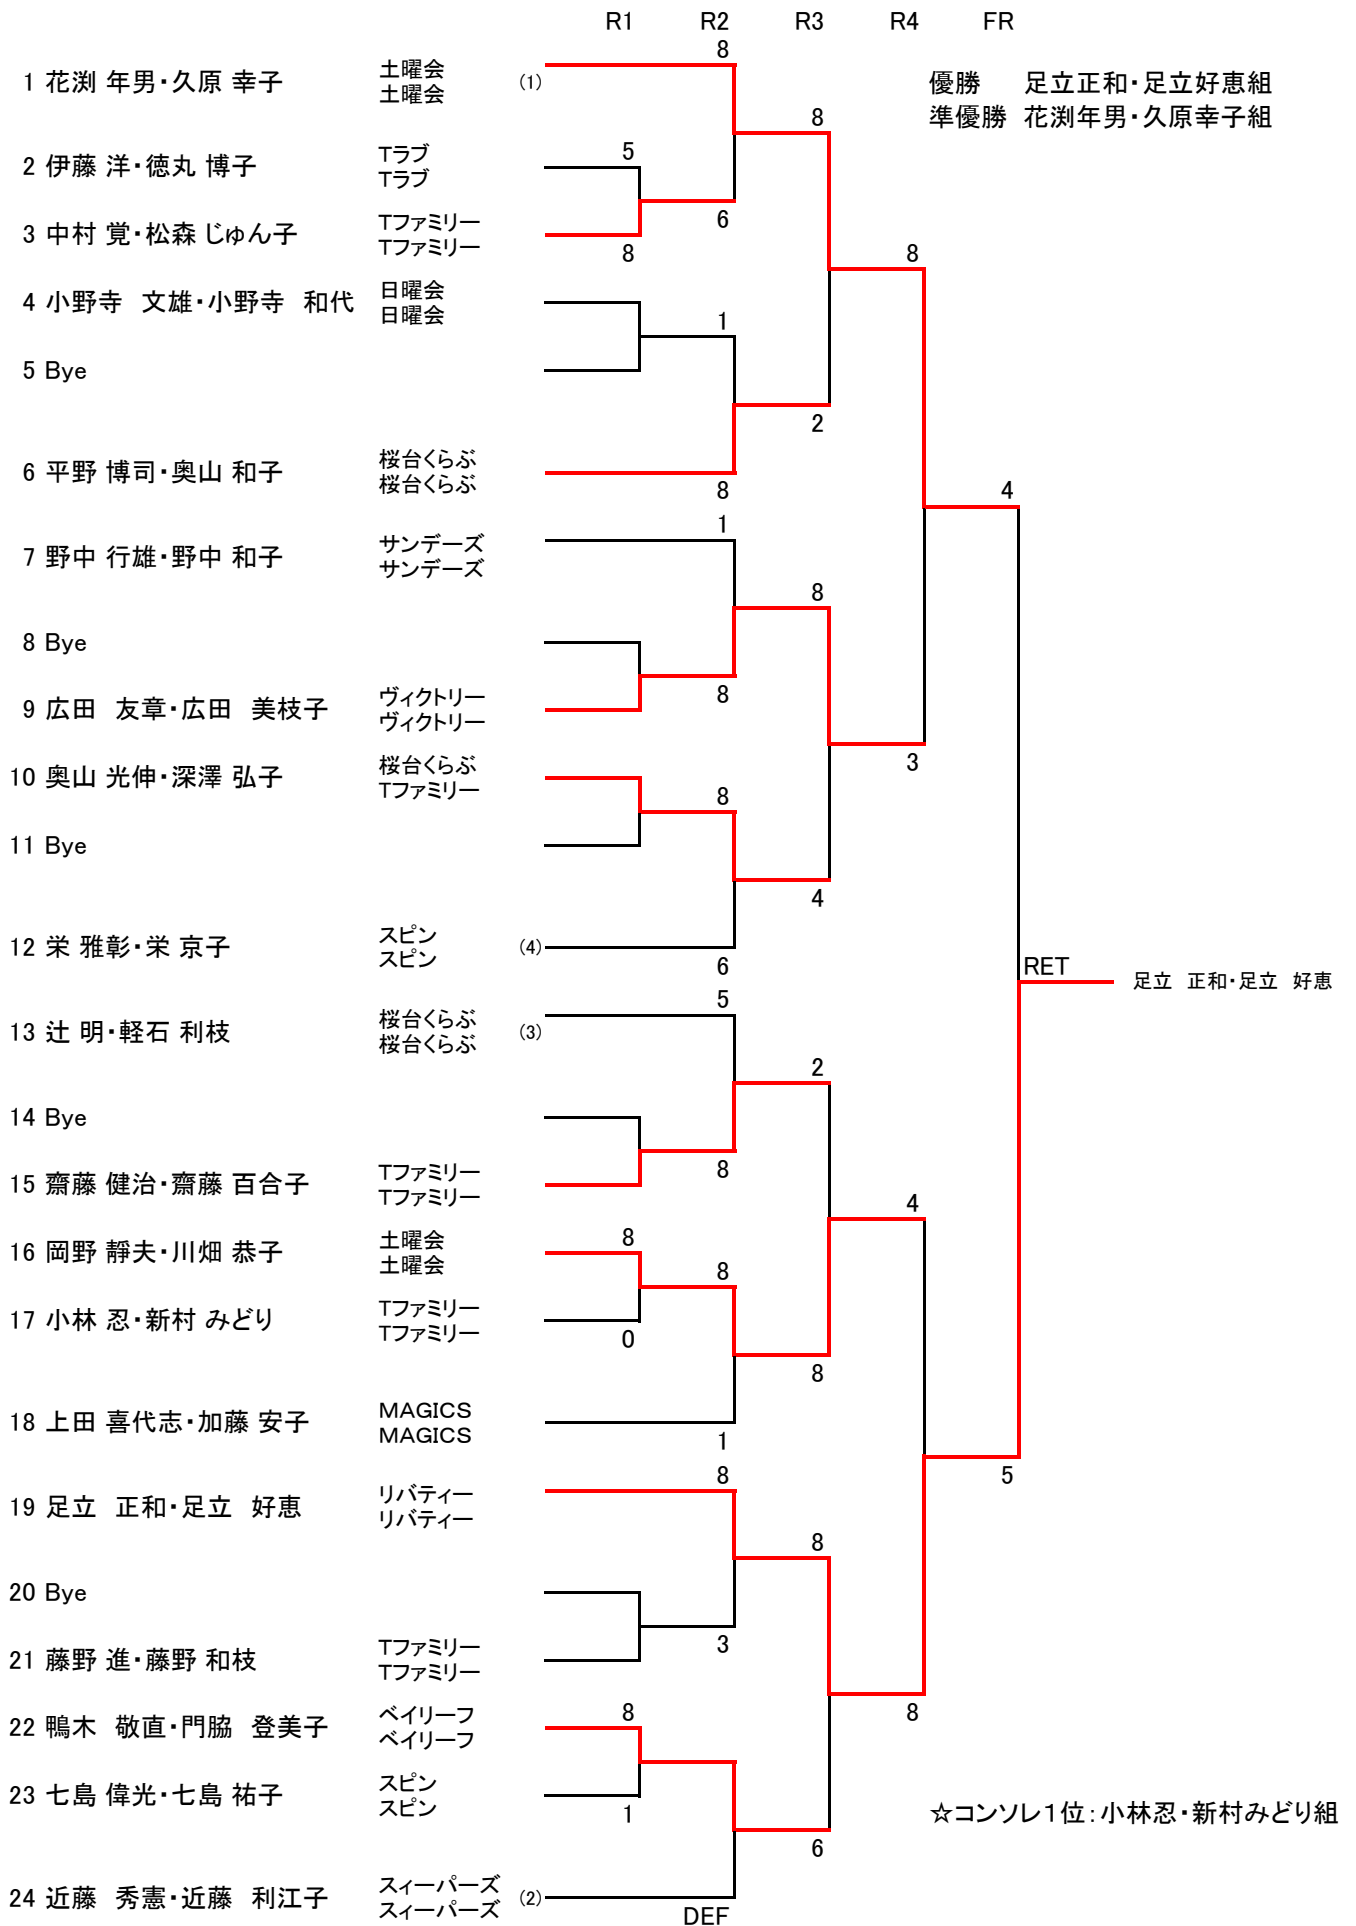 R1 R2 R3 R4 FR
8
1 花渕 年男・久原 幸子 土曜会 (1)
土曜会
優勝 足立正和・足立好恵組
準優勝 花渕年男・久原幸子組
8
2 伊藤 洋・徳丸 博子 Tラブ 5
Tラブ
6
3 中村 覚・松森 じゅん子 Tファミリー
Tファミリー 8
8
4 小野寺 文雄・小野寺 和代 日曜会
日曜会
1
5 Bye
2
6 平野 博司・奥山 和子 桜台くらぶ
桜台くらぶ
8
4
1
7 野中 行雄・野中 和子 サンデーズ
サンデーズ
8
8 Bye
8
9 広田 友章・広田 美枝子 ヴィクトリー
ヴィクトリー
3
10 奥山 光伸・深澤 弘子 桜台くらぶ
Tファミリー
8
11 Bye
4
12 栄 雅彰・栄 京子 スピン (4)
スピン
6
RET
足立 正和・足立 好恵
5
13 辻 明・軽石 利枝 桜台くらぶ (3)
桜台くらぶ
2
14 Bye
8
15 齋藤 健治・齋藤 百合子 Tファミリー
Tファミリー
4
16 岡野 靜夫・川畑 恭子 土曜会 8
土曜会
8
17 小林 忍・新村 みどり Tファミリー
Tファミリー 0
8
18 上田 喜代志・加藤 安子 MAGICS
MAGICS
1
8
5
19 足立 正和・足立 好恵 リバティー
リバティー
8
20 Bye
3
21 藤野 進・藤野 和枝 Tファミリー
Tファミリー
8
22 鴨木 敬直・門脇 登美子 ベイリーフ 8
ベイリーフ
23 七島 偉光・七島 祐子 スピン
スピン 1
☆コンソレ1位：小林忍・新村みどり組
6
24 近藤 秀憲・近藤 利江子 スィーパーズ (2)
スィーパーズ
DEF